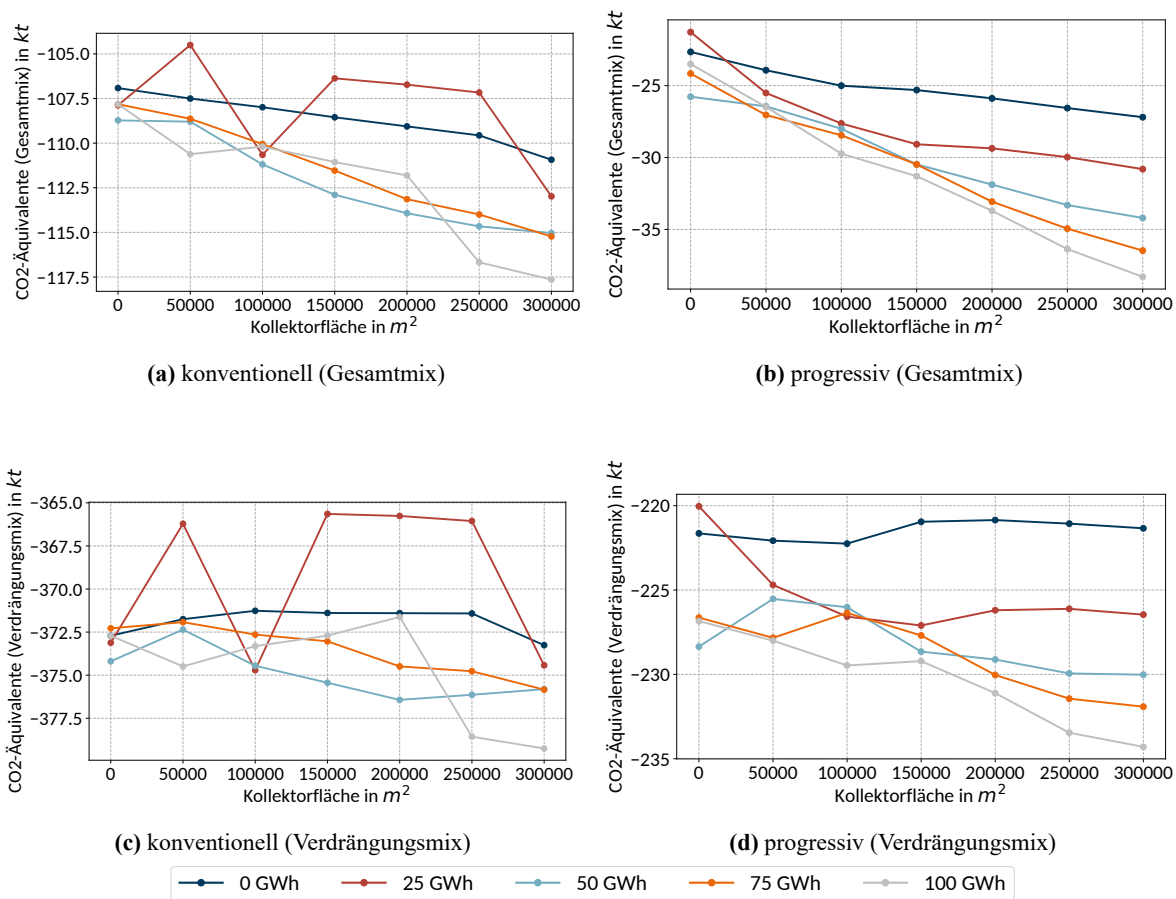 CO2-Äquivalente (Gesamtmix) in kt
−105.0
−107.5
−110.0
−112.5
−115.0
−117.5
0 50000 100000 150000 200000 250000 300000
Kollektorfläche in m²
(a) konventionell (Gesamtmix)
CO2-Äquivalente (Gesamtmix) in kt
−25
−30
−35
0 50000 100000 150000 200000 250000 300000
Kollektorfläche in m²
(b) progressiv (Gesamtmix)
CO2-Äquivalente (Verdrängungsmix) in kt
−365.0
−367.5
−370.0
−372.5
−375.0
−377.5
0 50000 100000 150000 200000 250000 300000
Kollektorfläche in m²
(c) konventionell (Verdrängungsmix)
CO2-Äquivalente (Verdrängungsmix) in kt
−220
−225
−230
−235
0 50000 100000 150000 200000 250000 300000
Kollektorfläche in m²
(d) progressiv (Verdrängungsmix)
0 GWh 25 GWh 50 GWh 75 GWh 100 GWh